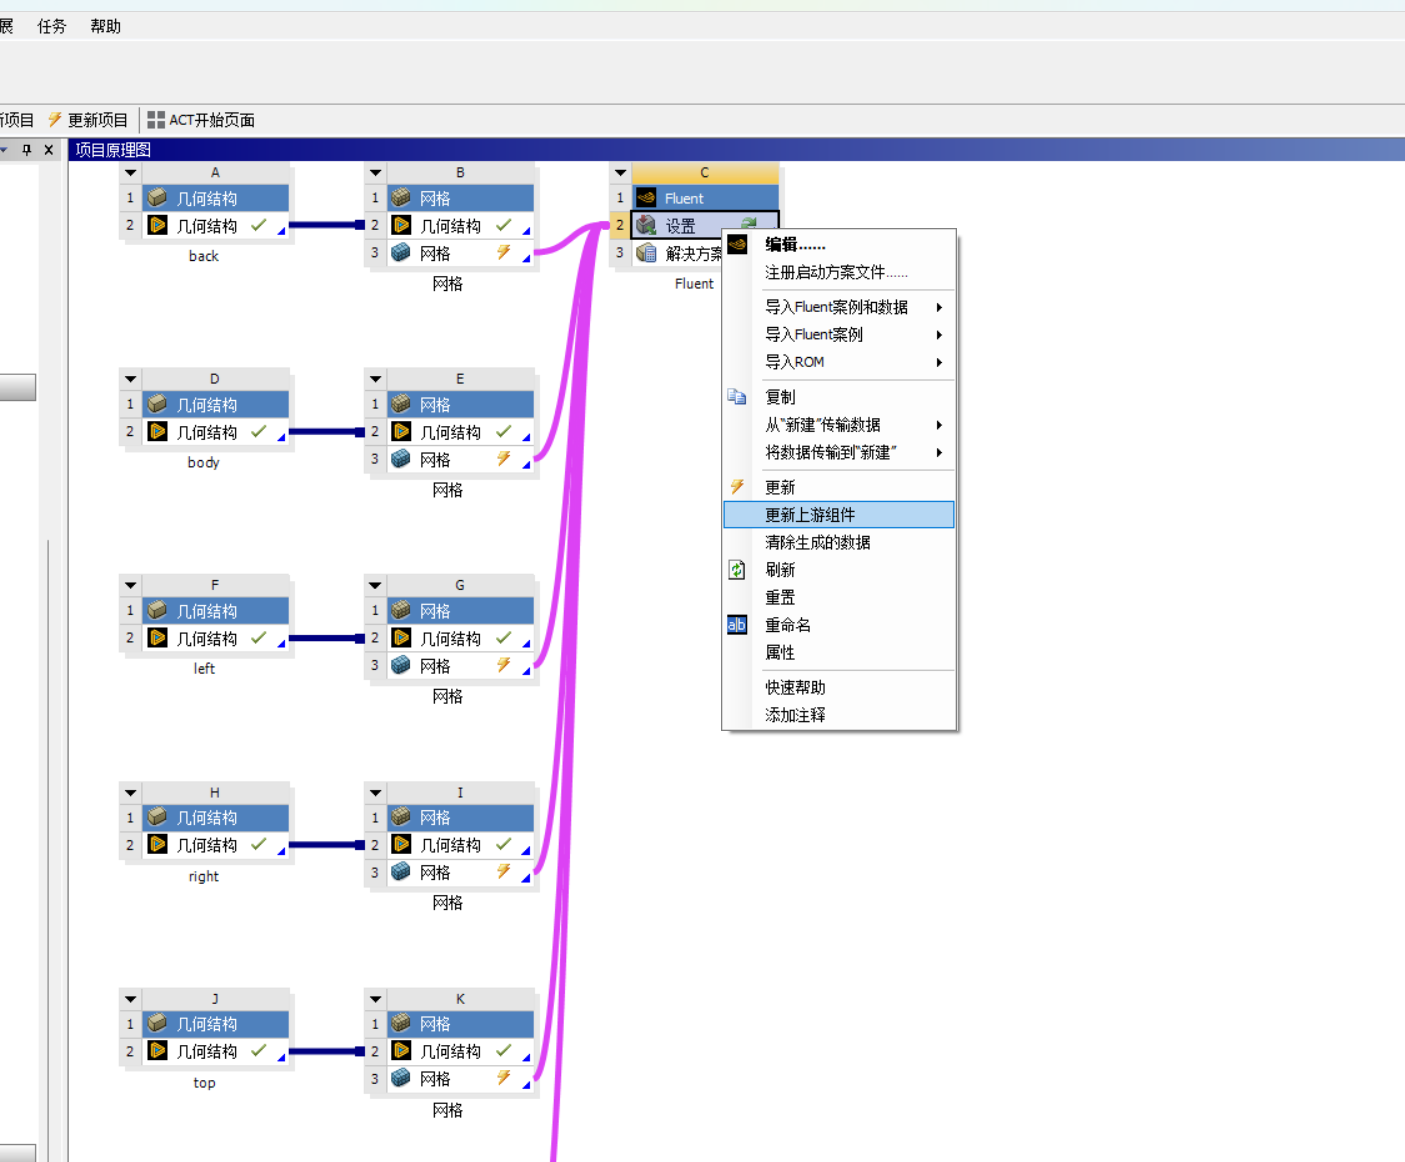 展 任务 帮助
新项目 更新项目 ACT开始页面
项目原理图
A
1 几何结构
2 几何结构
back
B
1 网格
2 几何结构
3 网格
网格
C
1 Fluent
2 设置
3 解决方案
Fluent
编辑……
注册启动方案文件……
导入Fluent案例和数据
导入Fluent案例
导入ROM
复制
从“新建”传输数据
将数据传输到“新建”
更新
更新上游组件
清除生成的数据
刷新
重置
a|b 重命名
属性
快速帮助
添加注释
D
1 几何结构
2 几何结构
body
E
1 网格
2 几何结构
3 网格
网格
F
1 几何结构
2 几何结构
left
G
1 网格
2 几何结构
3 网格
网格
H
1 几何结构
2 几何结构
right
I
1 网格
2 几何结构
3 网格
网格
J
1 几何结构
2 几何结构
top
K
1 网格
2 几何结构
3 网格
网格